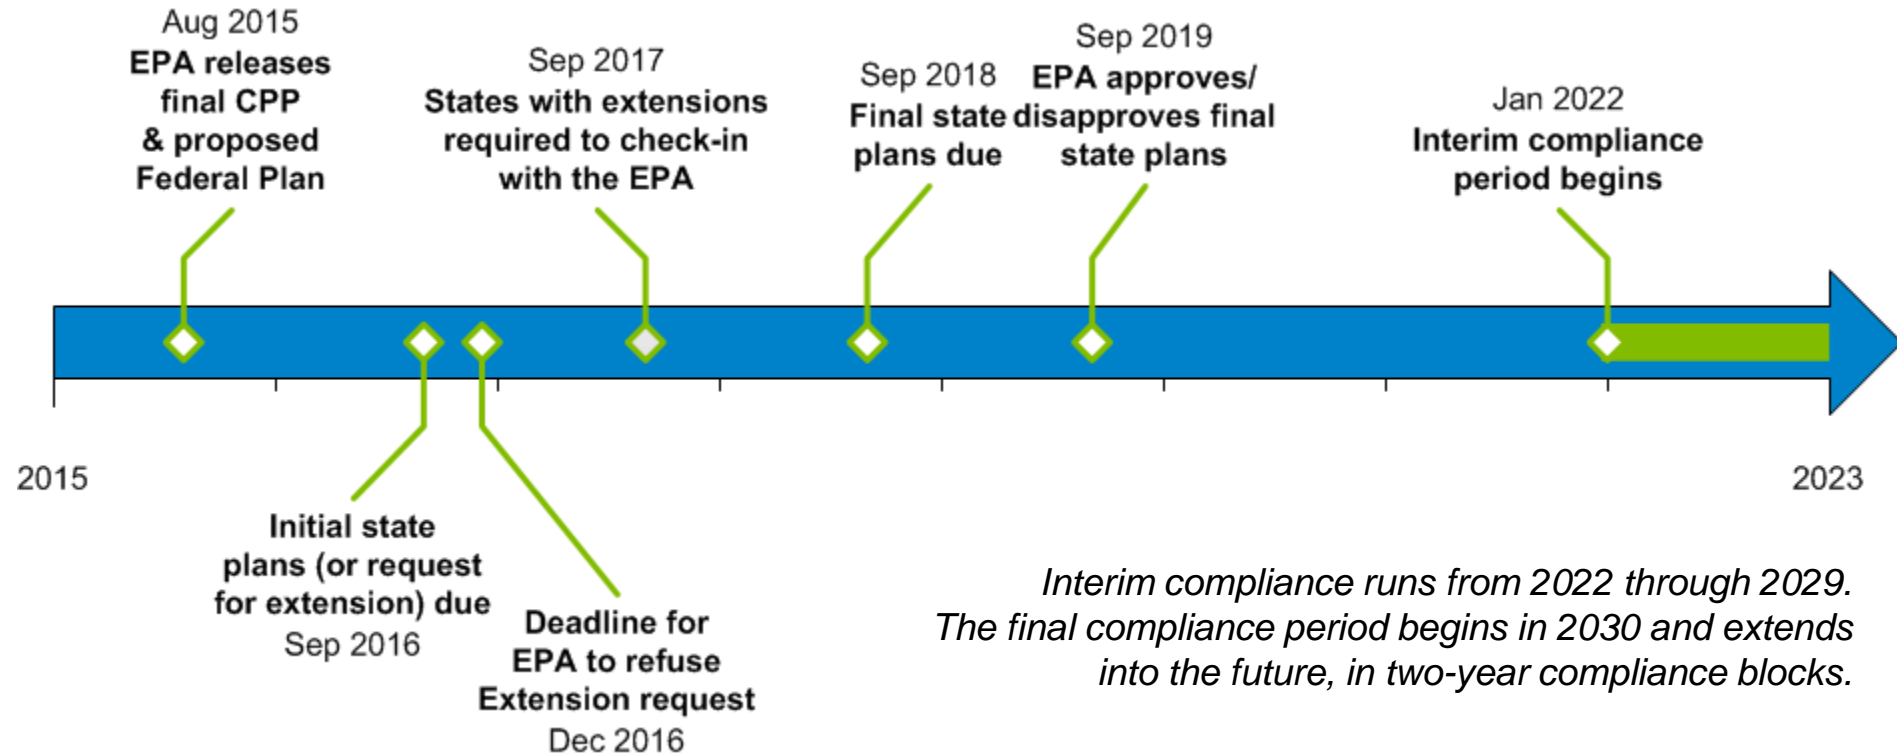 Aug 2015
EPA releases
final CPP
& proposed
Federal Plan
Sep 2017
States with extensions
required to check-in
with the EPA
Sep 2018
Final state
plans due
Sep 2019
EPA approves/
disapproves final
state plans
Jan 2022
Interim compliance
period begins
2015
2023
Initial state
plans (or request
for extension) due
Sep 2016
Deadline for
EPA to refuse
Extension request
Dec 2016
Interim compliance runs from 2022 through 2029.
The final compliance period begins in 2030 and extends
into the future, in two-year compliance blocks.